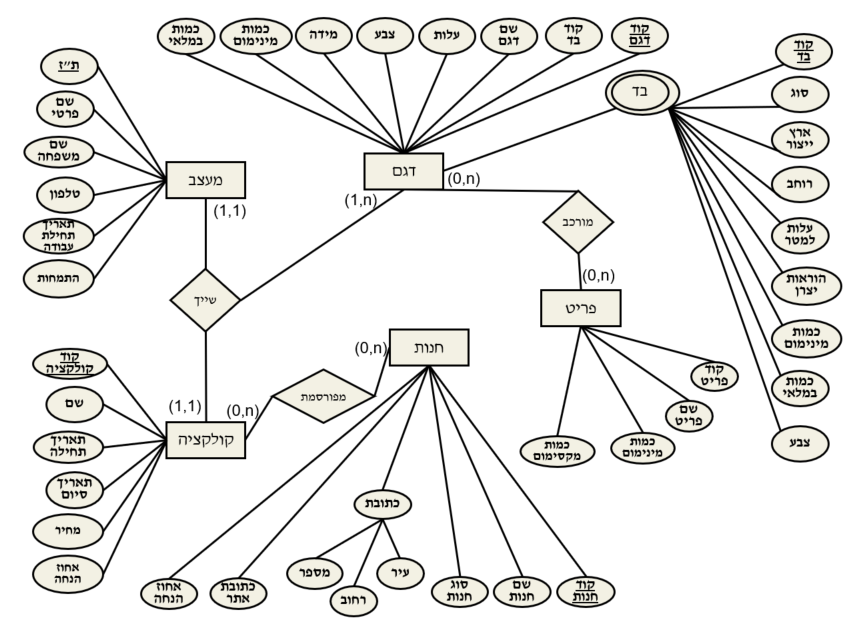 כמות
במלאי
כמות
מינימום
מידה
צבע
עלות
שם
דגם
קוד
בד
קוד
דגם
קוד
בד
סוג
ארץ
ייצור
רוחב
עלות
למטר
הוראות
יצרן
כמות
מינימום
כמות
במלאי
צבע
בד
דגם
(0,n)
(1,n)
מורכב
(0,n)
פריט
קוד
פריט
שם
פריט
כמות
מינימום
כמות
מקסימום
ת״ז
שם
פרטי
שם
משפחה
טלפון
תאריך
תחילת
עבודה
התמחות
מעצב
(1,1)
שייך
(1,1)
(0,n)
קולקציה
קוד
קולקציה
שם
תאריך
תחילה
תאריך
סיום
מחיר
אחוז
הנחה
מפורסמת
(0,n)
חנות
כתובת
עיר
רחוב
מספר
קוד
חנות
שם
חנות
סוג
חנות
כתובת
אתר
אחוז
הנחה